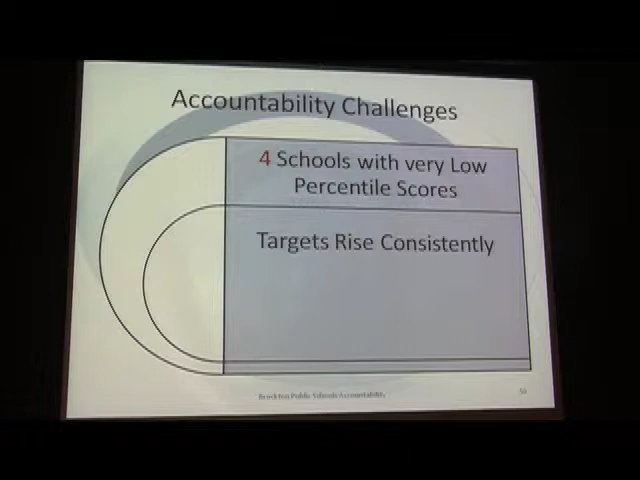 Accountability Challenges
4 Schools with very Low
Percentile Scores
Targets Rise Consistently
Brockton Public Schools Accountability